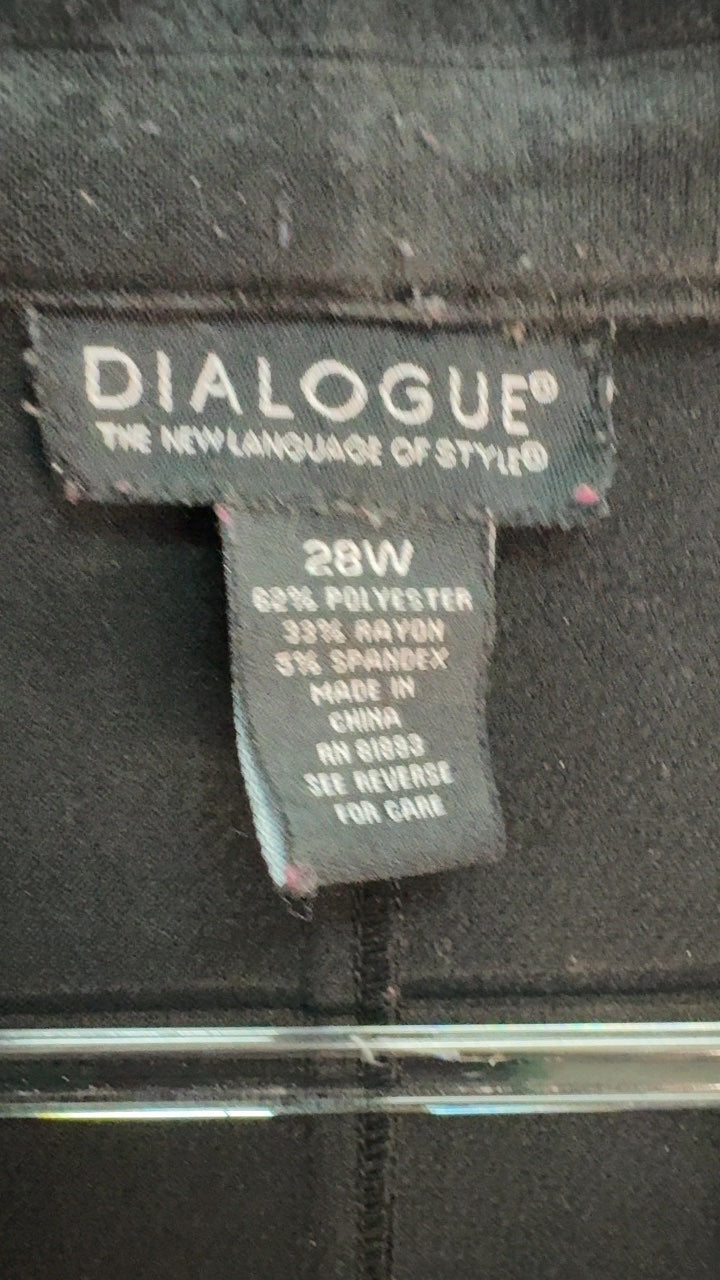 DIALOGUE®
THE NEW LANGUAGE OF STYLE®
28W
62% POLYESTER
33% RAYON
5% SPANDEX
MADE IN
CHINA
RN 81893
SEE REVERSE
FOR CARE